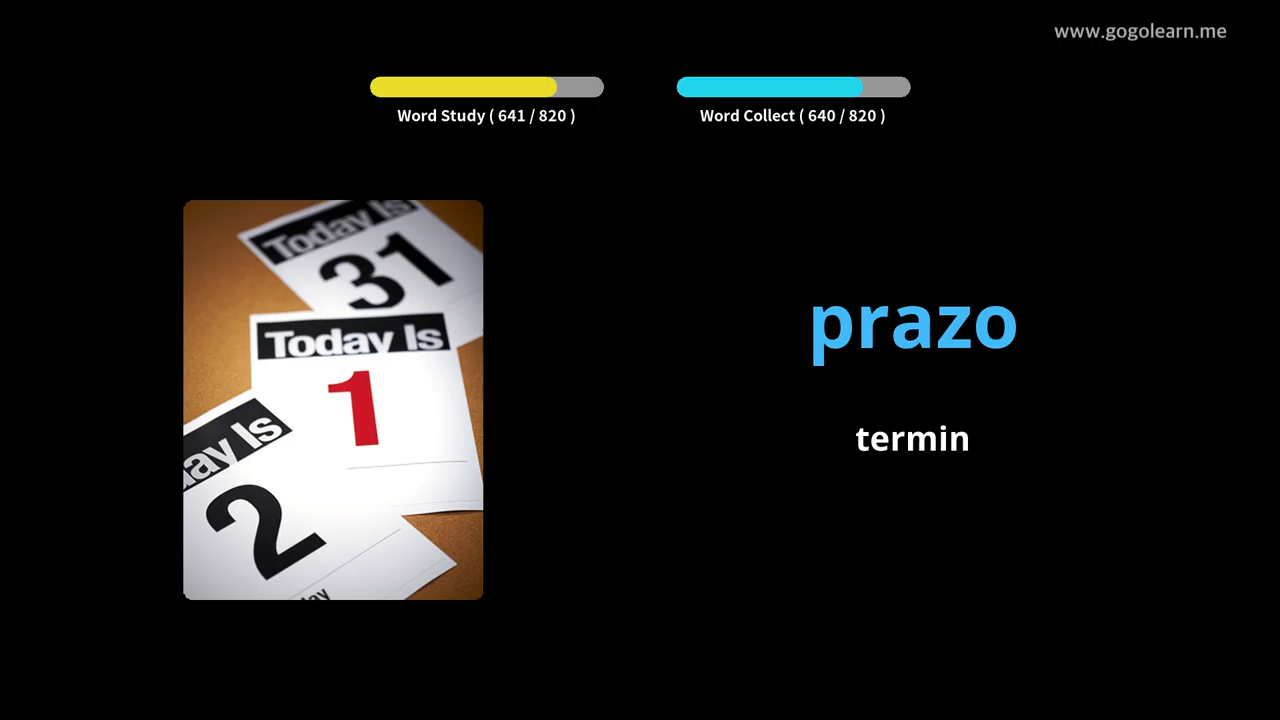 www.gogolearn.me
Word Study ( 641 / 820 )
Word Collect ( 640 / 820 )
Today Is
31
Today Is
1
day Is
2
prazo
termin